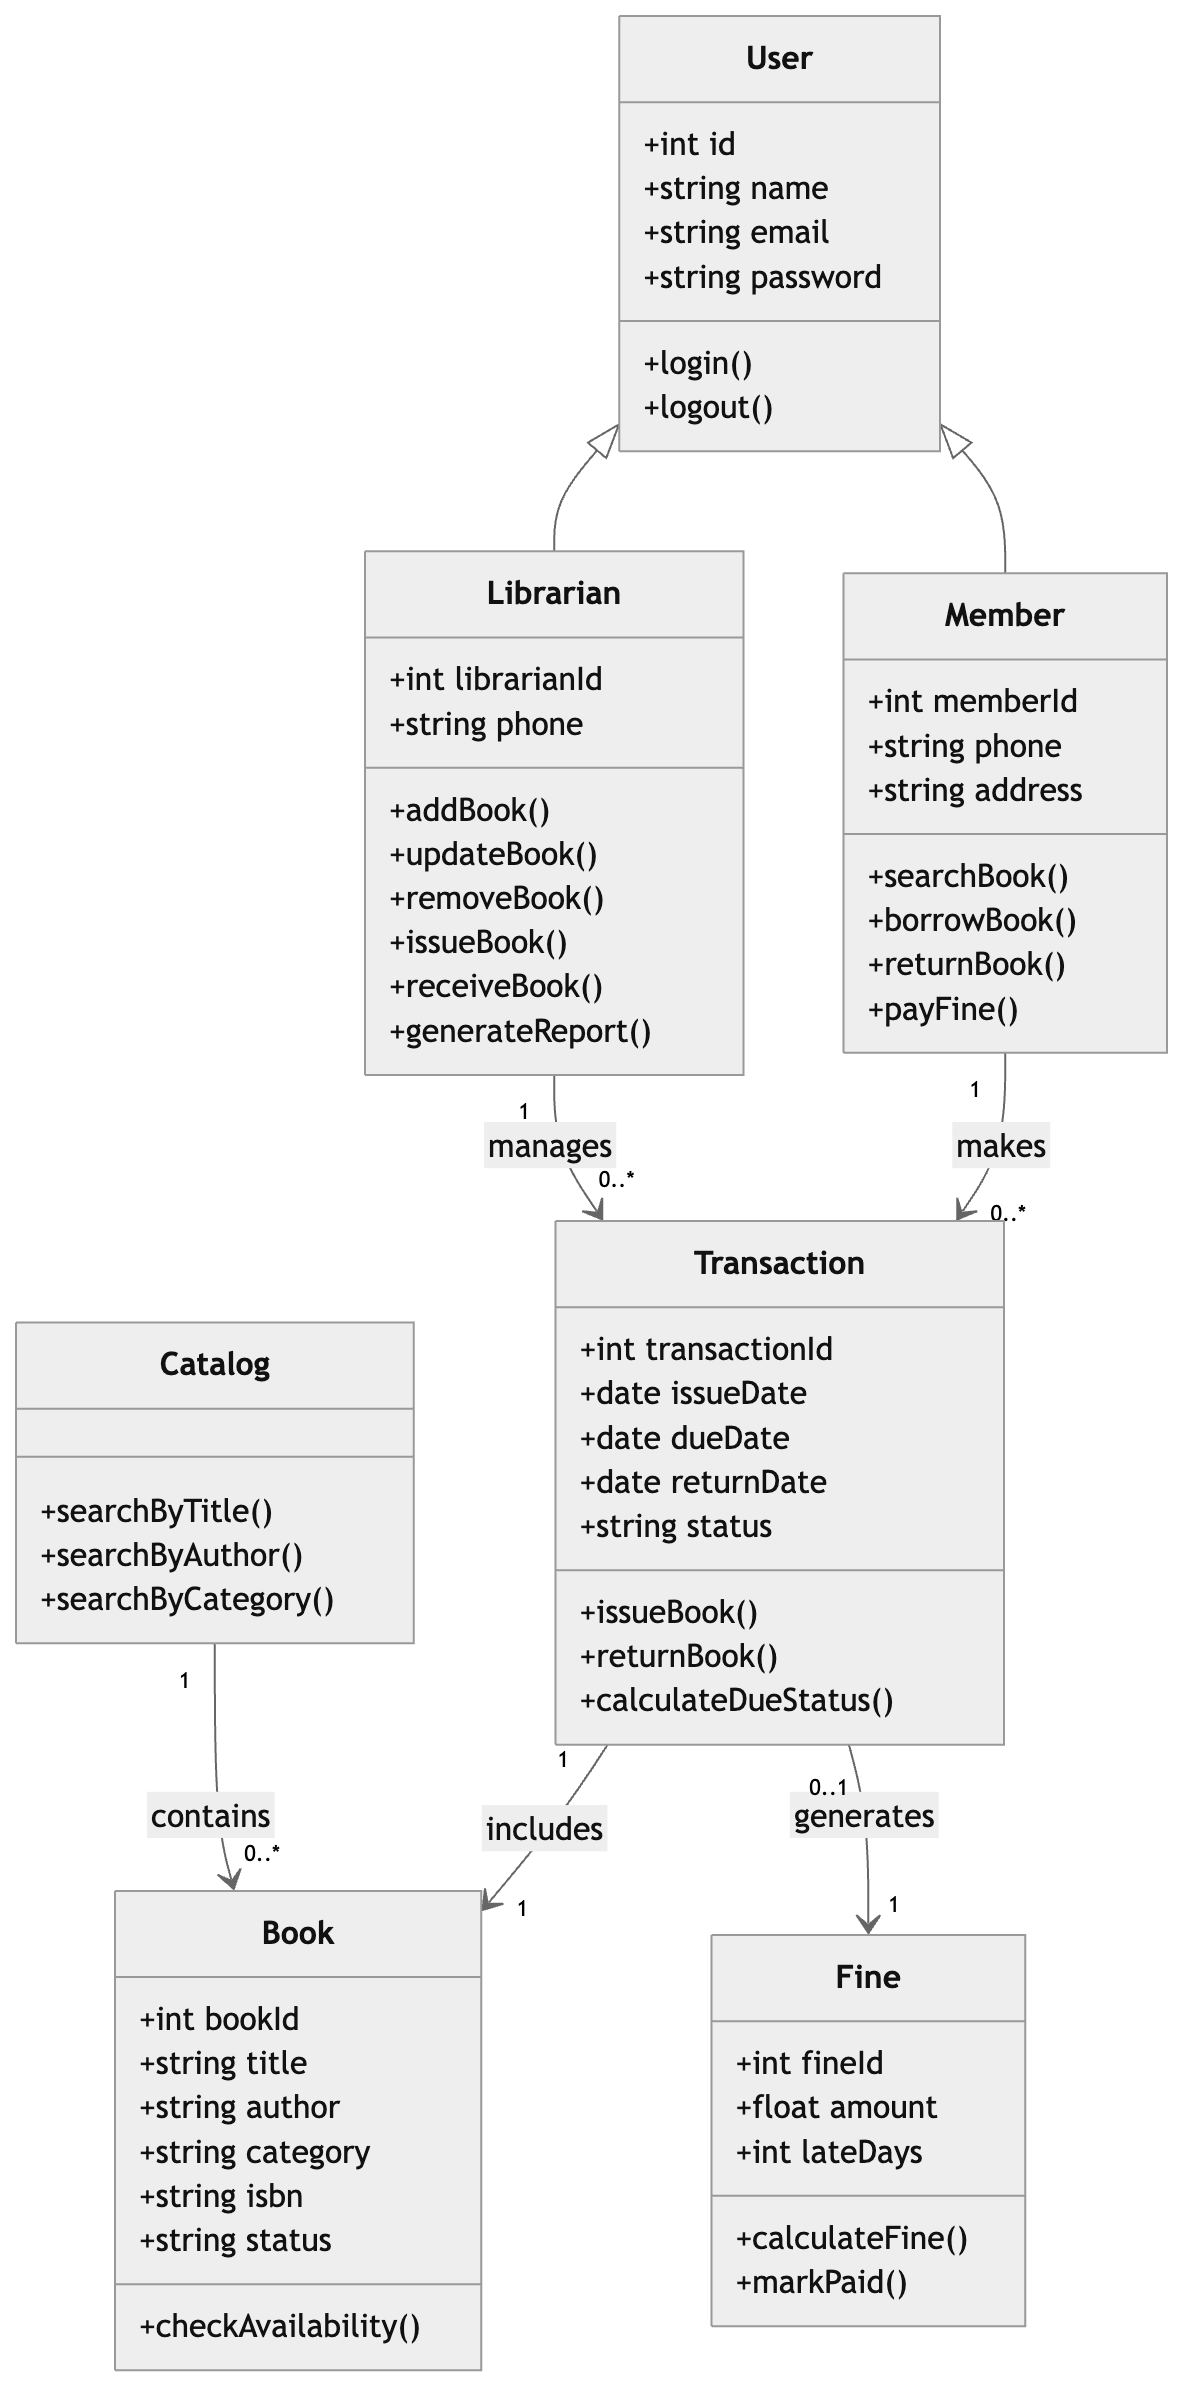 User
+int id
+string name
+string email
+string password
+login()
+logout()
Librarian
+int librarianId
+string phone
+addBook()
+updateBook()
+removeBook()
+issueBook()
+receiveBook()
+generateReport()
Member
+int memberId
+string phone
+string address
+searchBook()
+borrowBook()
+returnBook()
+payFine()
1
manages
0..*
1
makes
0..*
Transaction
+int transactionId
+date issueDate
+date dueDate
+date returnDate
+string status
+issueBook()
+returnBook()
+calculateDueStatus()
Catalog
+searchByTitle()
+searchByAuthor()
+searchByCategory()
1
contains
0..*
1
includes
1
0..1
generates
1
Book
+int bookId
+string title
+string author
+string category
+string isbn
+string status
+checkAvailability()
Fine
+int fineId
+float amount
+int lateDays
+calculateFine()
+markPaid()